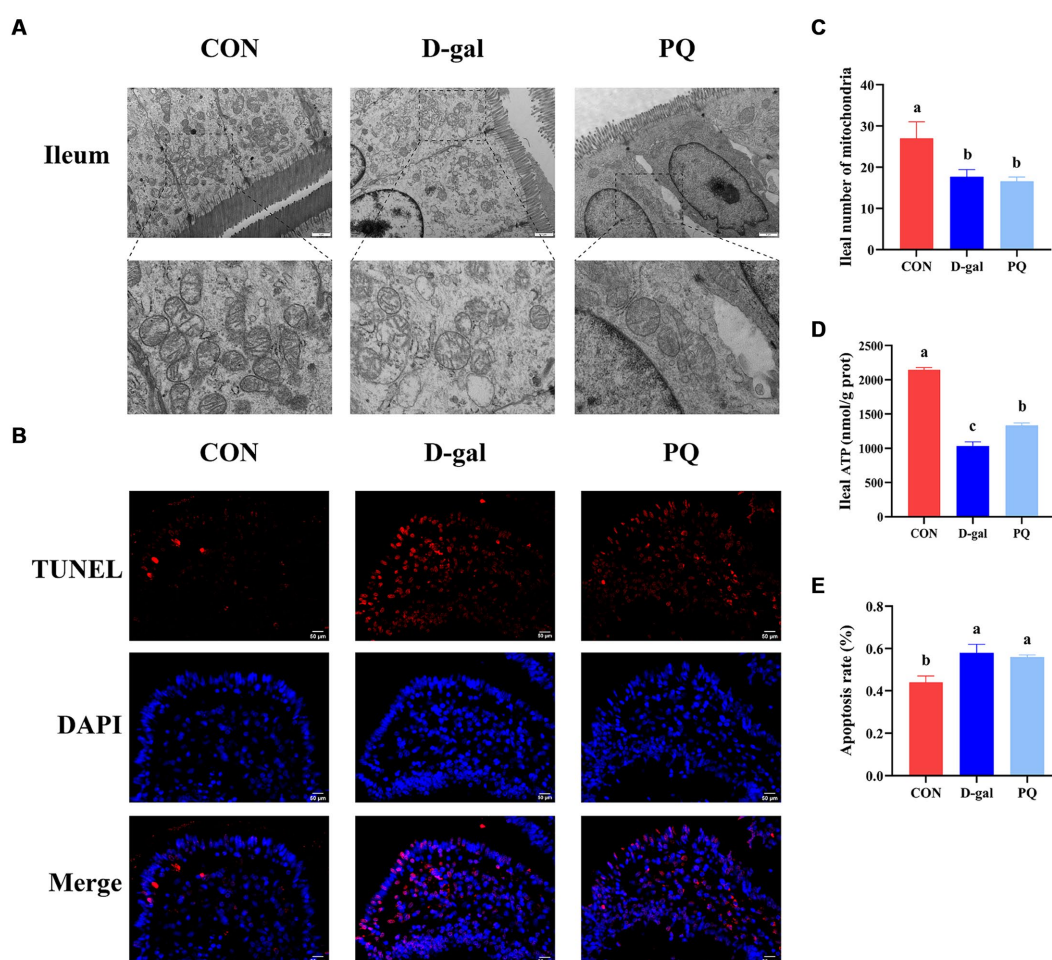 A
CON
D-gal
PQ
Ileum
B
CON
D-gal
PQ
TUNEL
50 μm
50 μm
50 μm
DAPI
50 μm
50 μm
50 μm
Merge
C
Ileal number of mitochondria
40
30
20
10
0
a
b
b
CON
D-gal
PQ
D
Ileal ATP (nmol/g prot)
2500
2000
1500
1000
500
0
a
c
b
CON
D-gal
PQ
E
Apoptosis rate (%)
0.8
0.6
0.4
0.2
0.0
b
a
a
CON
D-gal
PQ